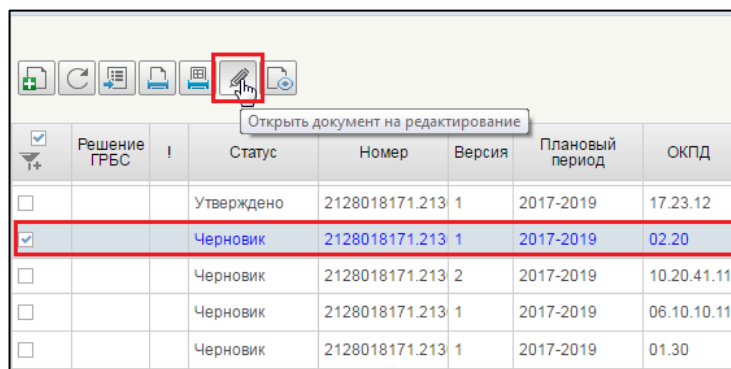 Открыть документ на редактирование
Решение ГРБС ! Статус Номер Версия Плановый период ОКПД
Утверждено 2128018171.213 1 2017-2019 17.23.12
Черновик 2128018171.213 1 2017-2019 02.20
Черновик 2128018171.213 2 2017-2019 10.20.41.11
Черновик 2128018171.213 1 2017-2019 06.10.10.11
Черновик 2128018171.213 1 2017-2019 01.30